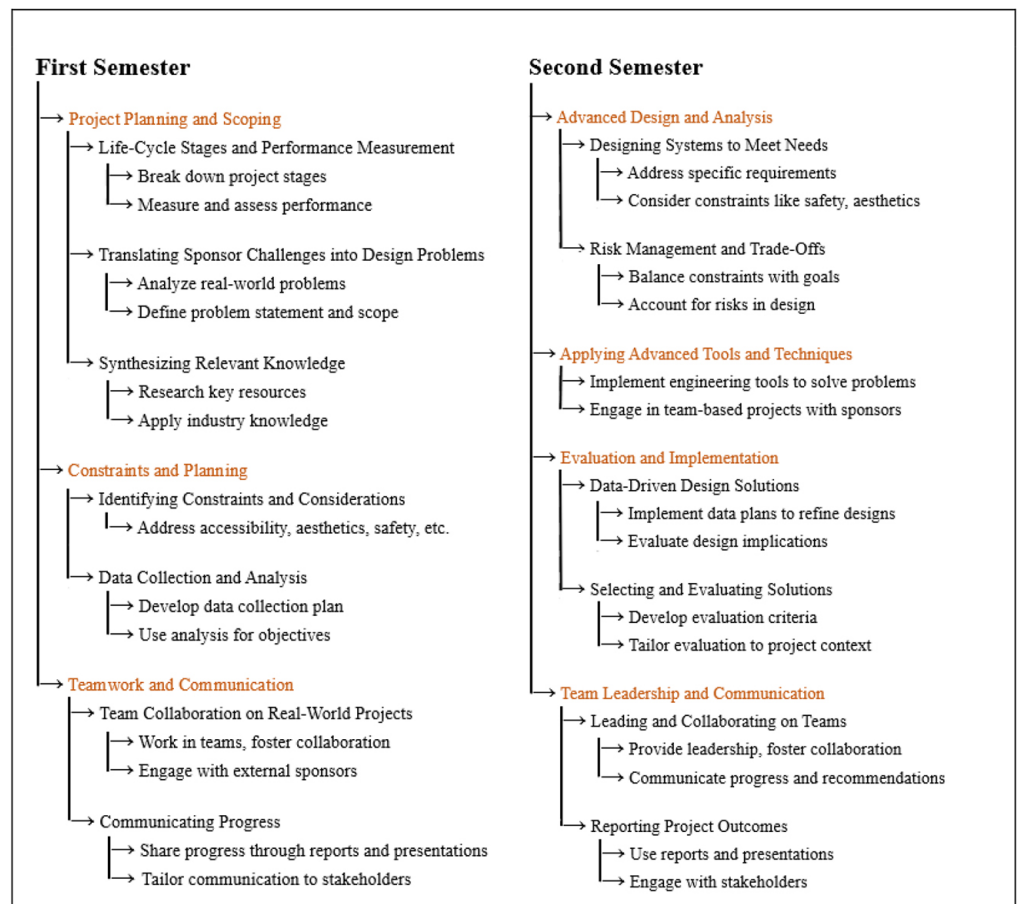 First Semester
Project Planning and Scoping
Life-Cycle Stages and Performance Measurement
Break down project stages
Measure and assess performance
Translating Sponsor Challenges into Design Problems
Analyze real-world problems
Define problem statement and scope
Synthesizing Relevant Knowledge
Research key resources
Apply industry knowledge
Constraints and Planning
Identifying Constraints and Considerations
Address accessibility, aesthetics, safety, etc.
Data Collection and Analysis
Develop data collection plan
Use analysis for objectives
Teamwork and Communication
Team Collaboration on Real-World Projects
Work in teams, foster collaboration
Engage with external sponsors
Communicating Progress
Share progress through reports and presentations
Tailor communication to stakeholders
Second Semester
Advanced Design and Analysis
Designing Systems to Meet Needs
Address specific requirements
Consider constraints like safety, aesthetics
Risk Management and Trade-Offs
Balance constraints with goals
Account for risks in design
Applying Advanced Tools and Techniques
Implement engineering tools to solve problems
Engage in team-based projects with sponsors
Evaluation and Implementation
Data-Driven Design Solutions
Implement data plans to refine designs
Evaluate design implications
Selecting and Evaluating Solutions
Develop evaluation criteria
Tailor evaluation to project context
Team Leadership and Communication
Leading and Collaborating on Teams
Provide leadership, foster collaboration
Communicate progress and recommendations
Reporting Project Outcomes
Use reports and presentations
Engage with stakeholders